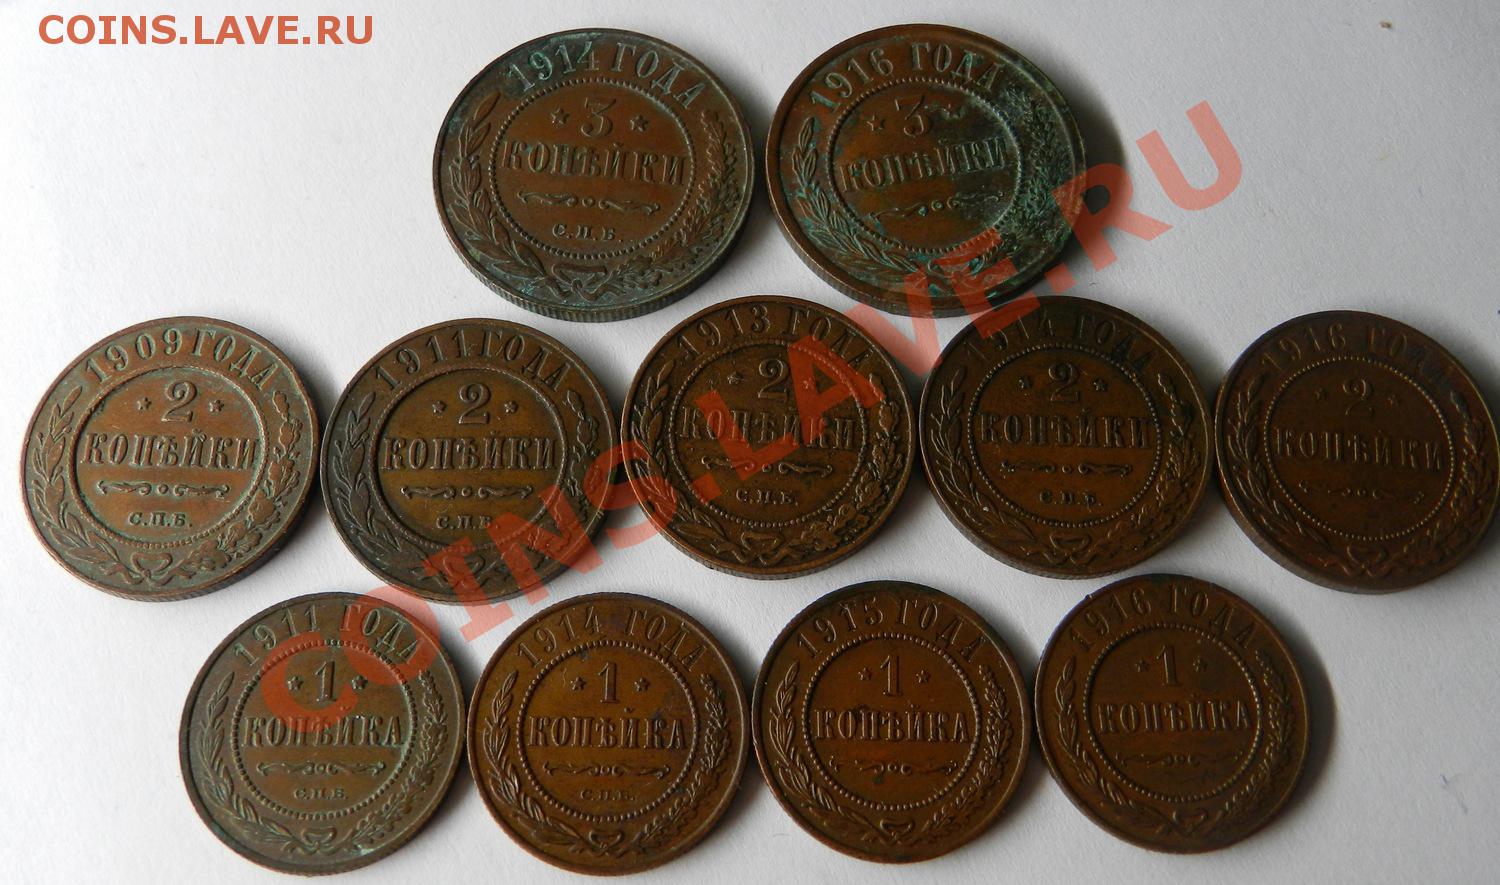 COINS.LAVE.RU
1914 ГОДА
* 3 *
КОПѢЙКИ
С.П.Б.
1916 ГОДА
* 3 *
КОПѢЙКИ
1909 ГОДА
* 2 *
КОПѢЙКИ
С.П.Б.
1911 ГОДА
* 2 *
КОПѢЙКИ
С.П.Б.
1913 ГОДА
* 2 *
КОПѢЙКИ
С.П.Б.
1914 ГОДА
* 2 *
КОПѢЙКИ
С.П.Б.
1916 ГОДА
* 2 *
КОПѢЙКИ
1911 ГОДА
* 1 *
КОПѢЙКА
С.П.Б.
1914 ГОДА
* 1 *
КОПѢЙКА
С.П.Б.
1915 ГОДА
* 1 *
КОПѢЙКА
1916 ГОДА
* 1 *
КОПѢЙКА
COINS.LAVE.RU